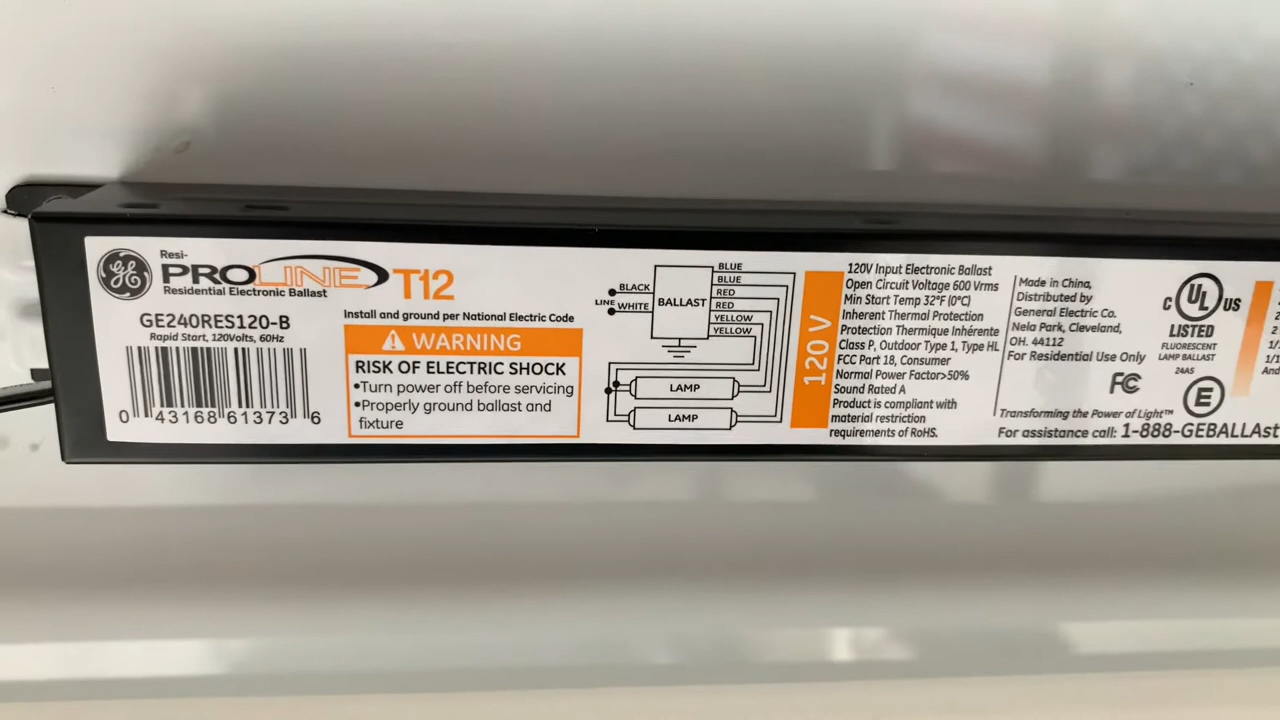 GE
Resi-
PROLINE T12
Residential Electronic Ballast
GE240RES120-B
Rapid Start, 120Volts, 60Hz
0 43168 61373 6
Install and ground per National Electric Code
WARNING
RISK OF ELECTRIC SHOCK
•Turn power off before servicing
•Properly ground ballast and
fixture
LINE
BLACK
WHITE
BALLAST
BLUE
BLUE
RED
RED
YELLOW
YELLOW
LAMP
LAMP
120 V
120V Input Electronic Ballast
Open Circuit Voltage 600 Vrms
Min Start Temp 32°F (0°C)
Inherent Thermal Protection
Protection Thermique Inhérente
Class P, Outdoor Type 1, Type HL
FCC Part 18, Consumer
Normal Power Factor>50%
Sound Rated A
Product is compliant with
material restriction
requirements of RoHS.
Made in China,
Distributed by
General Electric Co.
Nela Park, Cleveland,
OH. 44112
For Residential Use Only
FC
Transforming the Power of Light™
For assistance call: 1-888-GEBALLAst
C UL US
LISTED
FLUORESCENT
LAMP BALLAST
24A5
E